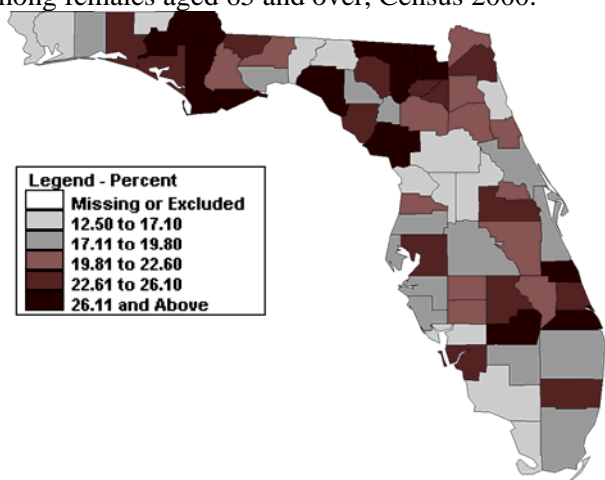 mong females aged 65 and over, Census 2000.
Legend - Percent
Missing or Excluded
12.50 to 17.10
17.11 to 19.80
19.81 to 22.60
22.61 to 26.10
26.11 and Above